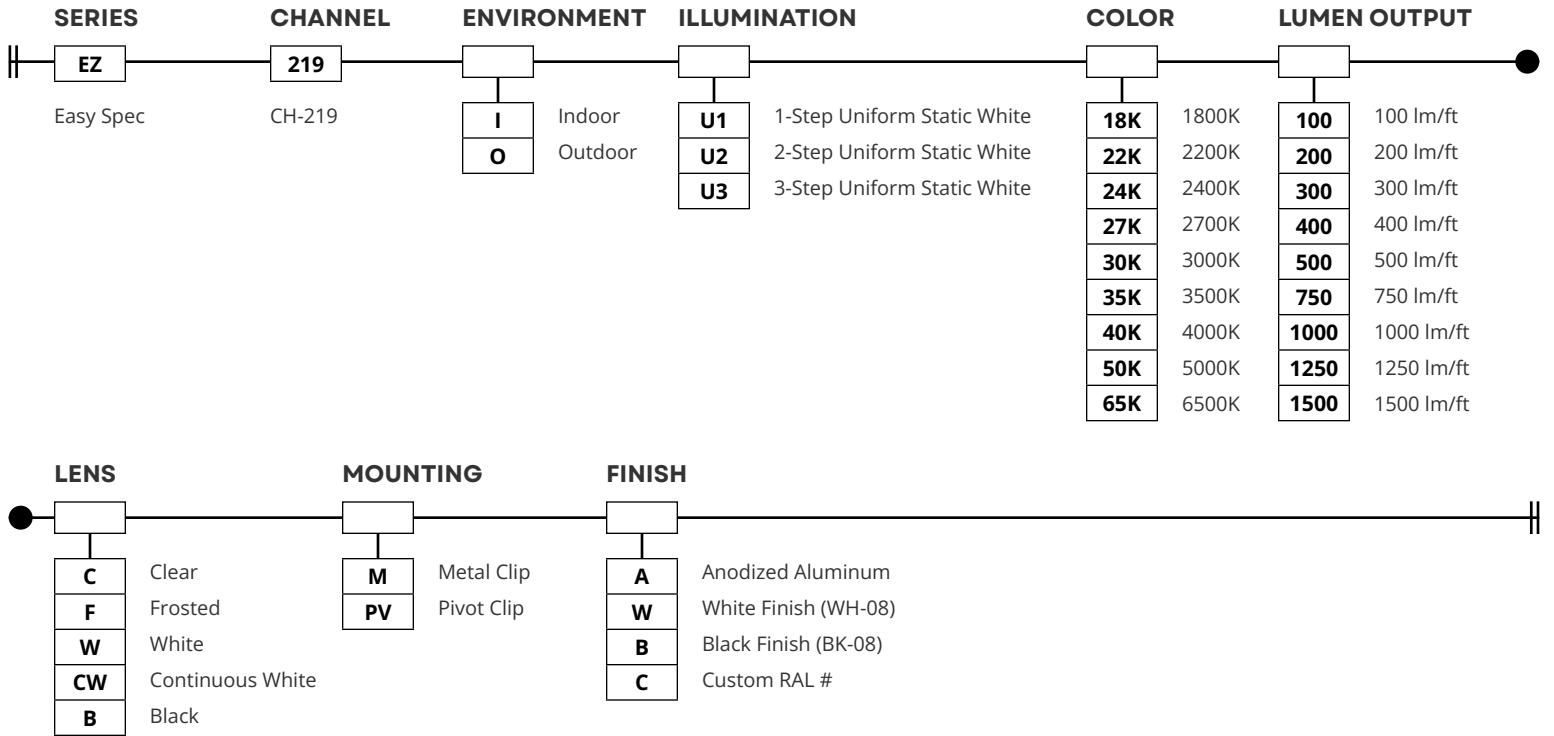 SERIES CHANNEL ENVIRONMENT ILLUMINATION COLOR LUMEN OUTPUT
EZ 219
Easy Spec CH-219
I Indoor
O Outdoor
U1 1-Step Uniform Static White
U2 2-Step Uniform Static White
U3 3-Step Uniform Static White
18K 1800K
22K 2200K
24K 2400K
27K 2700K
30K 3000K
35K 3500K
40K 4000K
50K 5000K
65K 6500K
100 100 lm/ft
200 200 lm/ft
300 300 lm/ft
400 400 lm/ft
500 500 lm/ft
750 750 lm/ft
1000 1000 lm/ft
1250 1250 lm/ft
1500 1500 lm/ft
LENS MOUNTING FINISH
C Clear
F Frosted
W White
CW Continuous White
B Black
M Metal Clip
PV Pivot Clip
A Anodized Aluminum
W White Finish (WH-08)
B Black Finish (BK-08)
C Custom RAL #